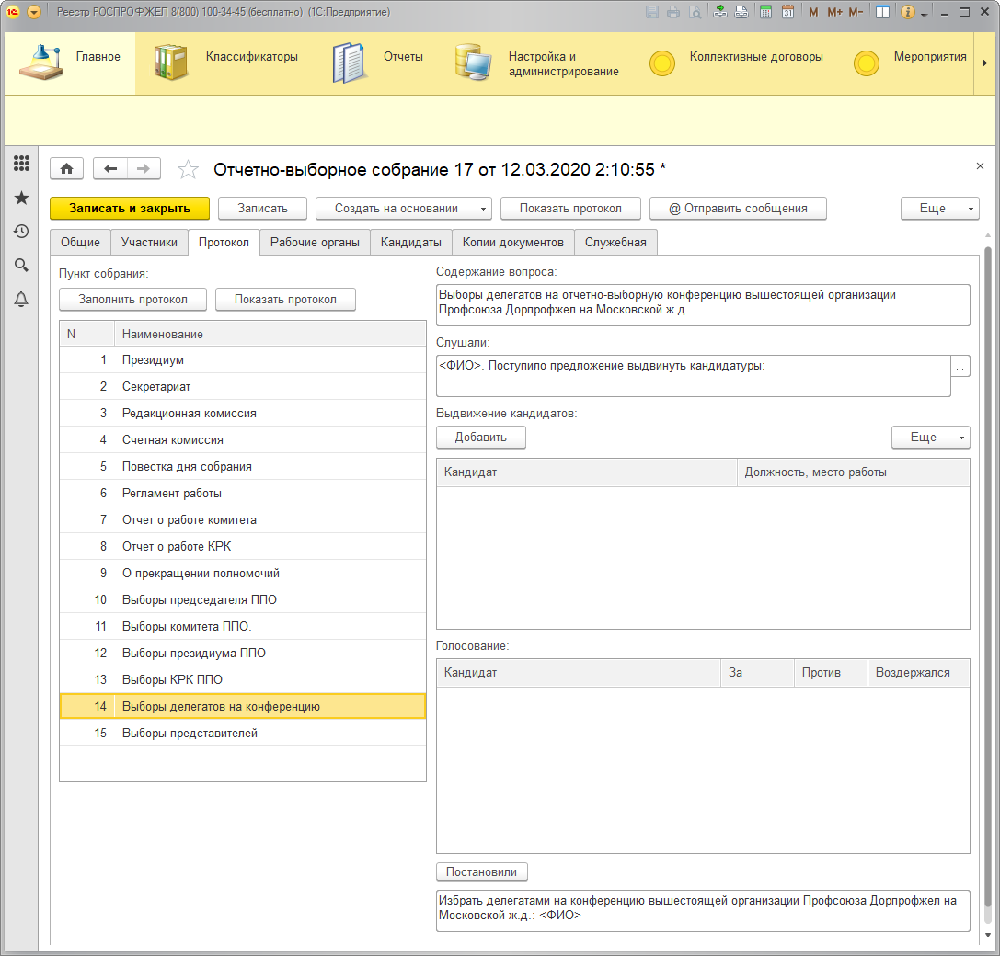 Реестр РОСПРОФЖЕЛ 8(800) 100-34-45 (бесплатно) (1С:Предприятие)
31 M M+ M-
Главное
Классификаторы
Отчеты
Настройка и
администрирование
Коллективные договоры
Мероприятия
Отчетно-выборное собрание 17 от 12.03.2020 2:10:55 *
Записать и закрыть
Записать
Создать на основании
Показать протокол
@ Отправить сообщения
Еще
Общие
Участники
Протокол
Рабочие органы
Кандидаты
Копии документов
Служебная
Пункт собрания:
Заполнить протокол
Показать протокол
N Наименование
1 Президиум
2 Секретариат
3 Редакционная комиссия
4 Счетная комиссия
5 Повестка дня собрания
6 Регламент работы
7 Отчет о работе комитета
8 Отчет о работе КРК
9 О прекращении полномочий
10 Выборы председателя ППО
11 Выборы комитета ППО.
12 Выборы президиума ППО
13 Выборы КРК ППО
14 Выборы делегатов на конференцию
15 Выборы представителей
Содержание вопроса:
Выборы делегатов на отчетно-выборную конференцию вышестоящей организации
Профсоюза Дорпрофжел на Московской ж.д.
Слушали:
<ФИО>. Поступило предложение выдвинуть кандидатуры:
...
Выдвижение кандидатов:
Добавить
Еще
Кандидат Должность, место работы
Голосование:
Кандидат За Против Воздержался
Постановили
Избрать делегатами на конференцию вышестоящей организации Профсоюза Дорпрофжел на
Московской ж.д.: <ФИО>